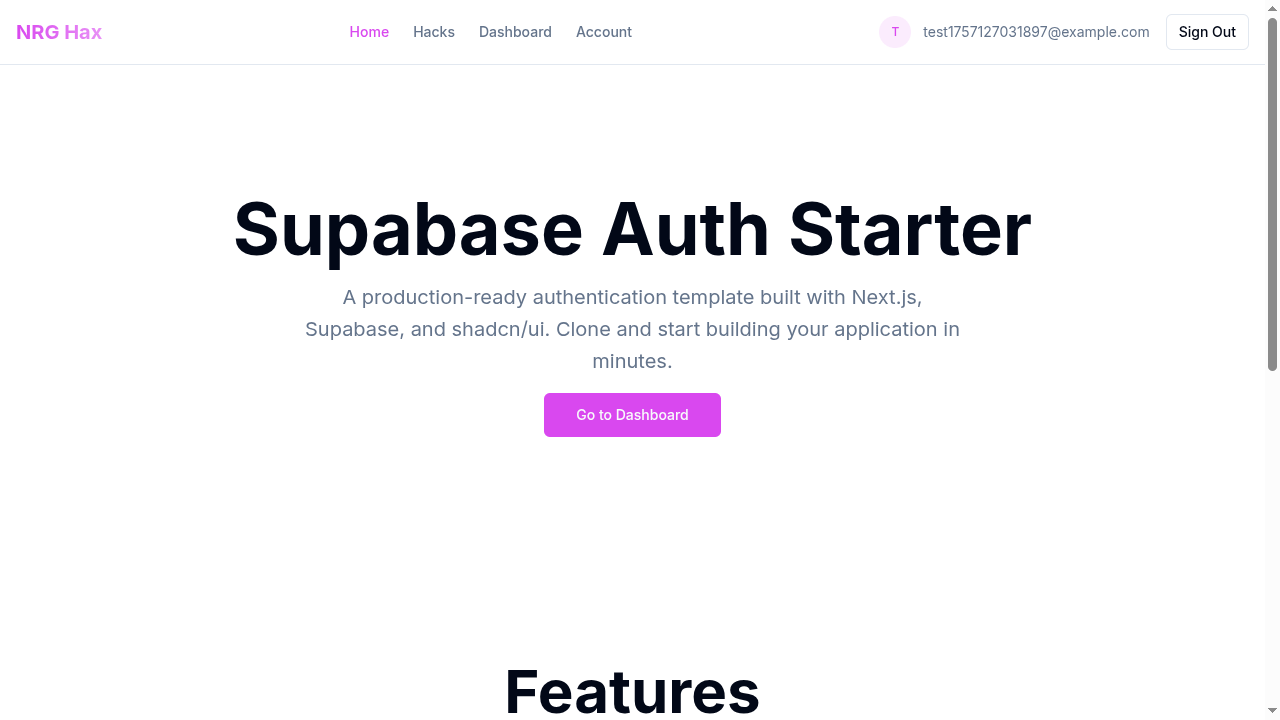 NRG Hax
Home
Hacks
Dashboard
Account
T
test1757127031897@example.com
Sign Out
Supabase Auth Starter
A production-ready authentication template built with Next.js,
Supabase, and shadcn/ui. Clone and start building your application in
minutes.
Go to Dashboard
Features